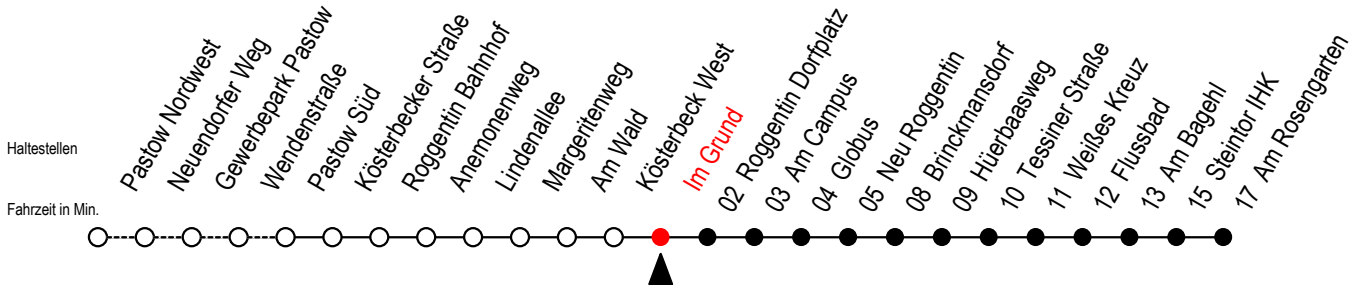 Haltestellen
Fahrzeit in Min.
Pastow Nordwest
Neuendorfer Weg
Gewerbepark Pastow
Wendenstraße
Pastow Süd
Kösterbecker Straße
Roggentin Bahnhof
Anemonenweg
Lindenallee
Margeritenweg
Am Wald
Kösterbeck West
Im Grund
02 Roggentin Dorfplatz
03 Am Campus
04 Globus
05 Neu Roggentin
08 Brinckmansdorf
09 Hüerbaasweg
10 Tessiner Straße
11 Weißes Kreuz
12 Flussbad
13 Am Bagehl
15 Steintor IHK
17 Am Rosengarten